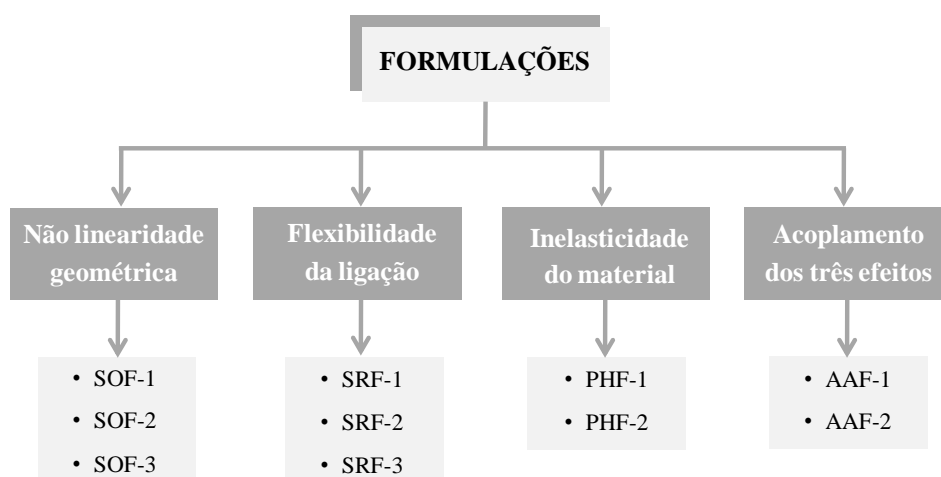 FORMULAÇÕES
Não linearidade
geométrica
• SOF-1
• SOF-2
• SOF-3
Flexibilidade
da ligação
• SRF-1
• SRF-2
• SRF-3
Inelasticidade
do material
• PHF-1
• PHF-2
Acoplamento
dos três efeitos
• AAF-1
• AAF-2